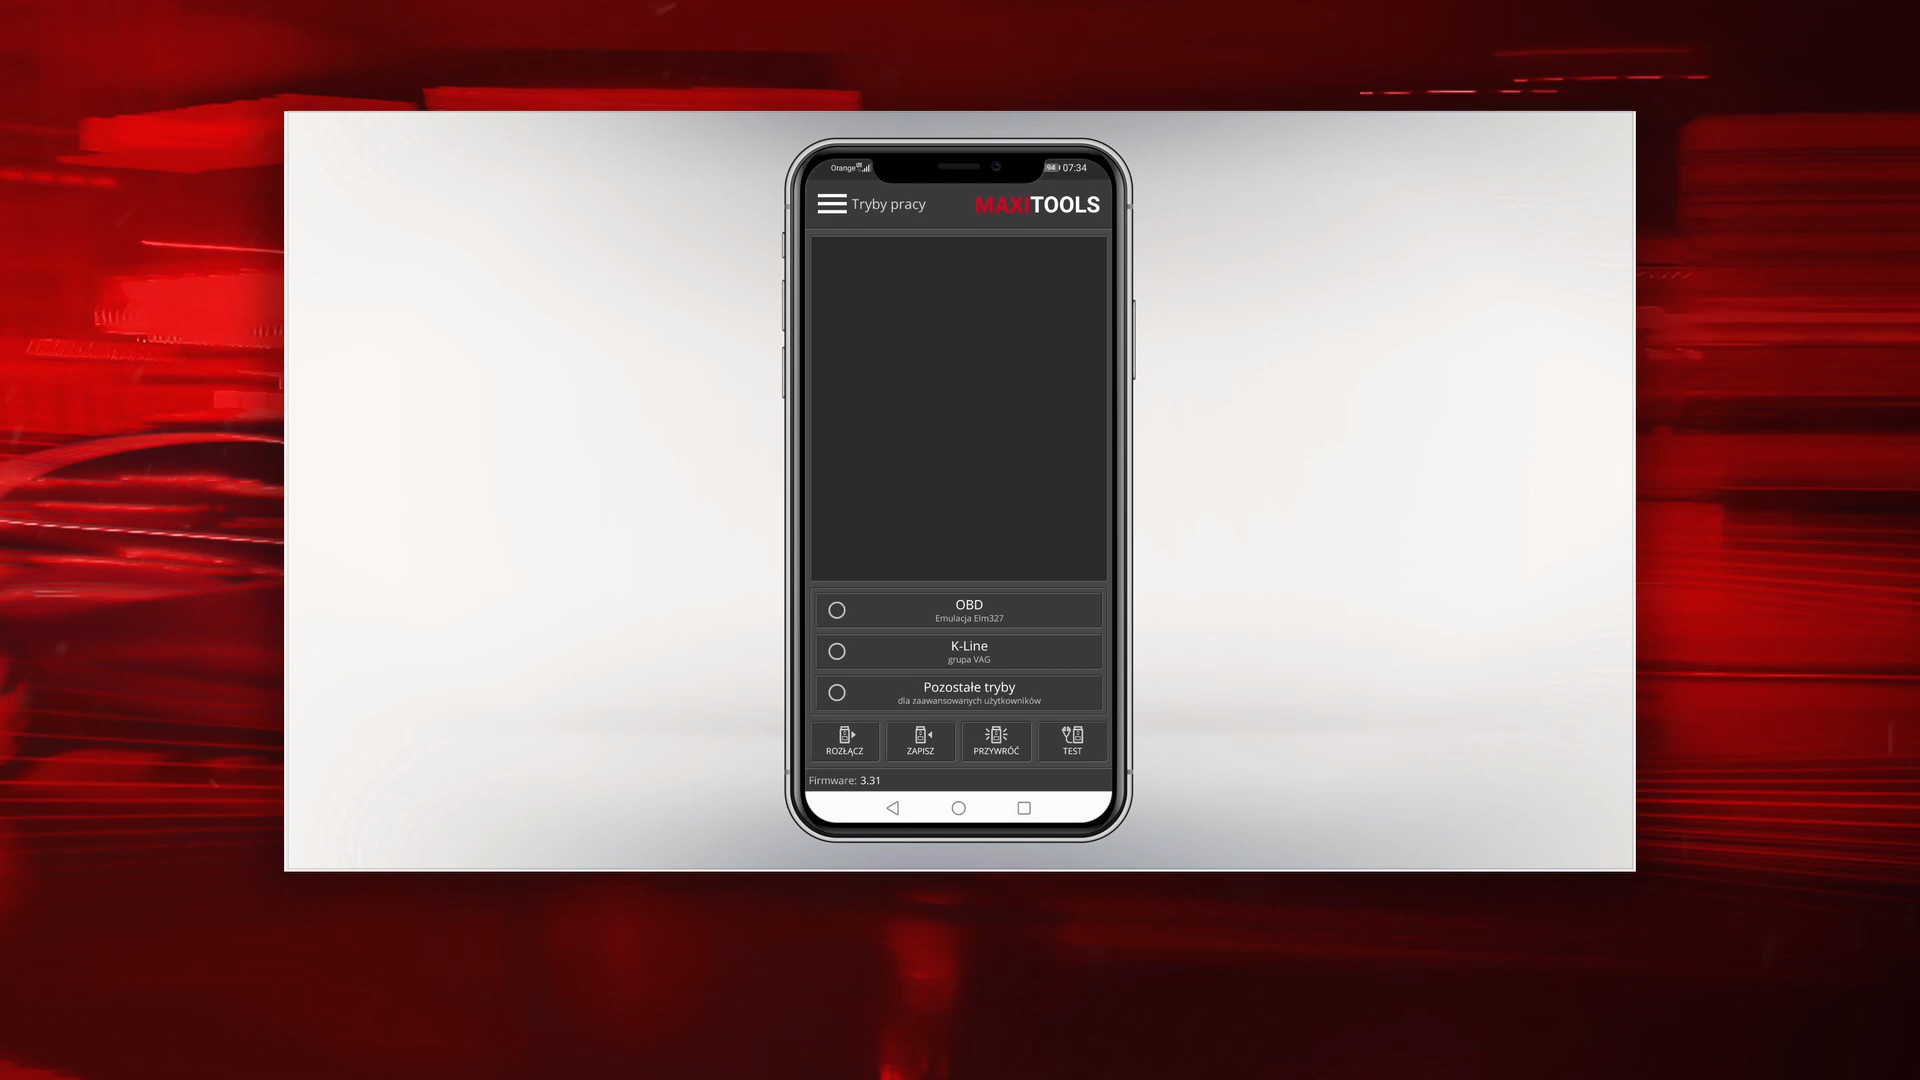 Orange
94 07:34
Tryby pracy
MAXITOOLS
OBD
Emulacja Elm327
K-Line
grupa VAG
Pozostałe tryby
dla zaawansowanych użytkowników
ROZŁĄCZ
ZAPISZ
PRZYWRÓĆ
TEST
Firmware: 3.31